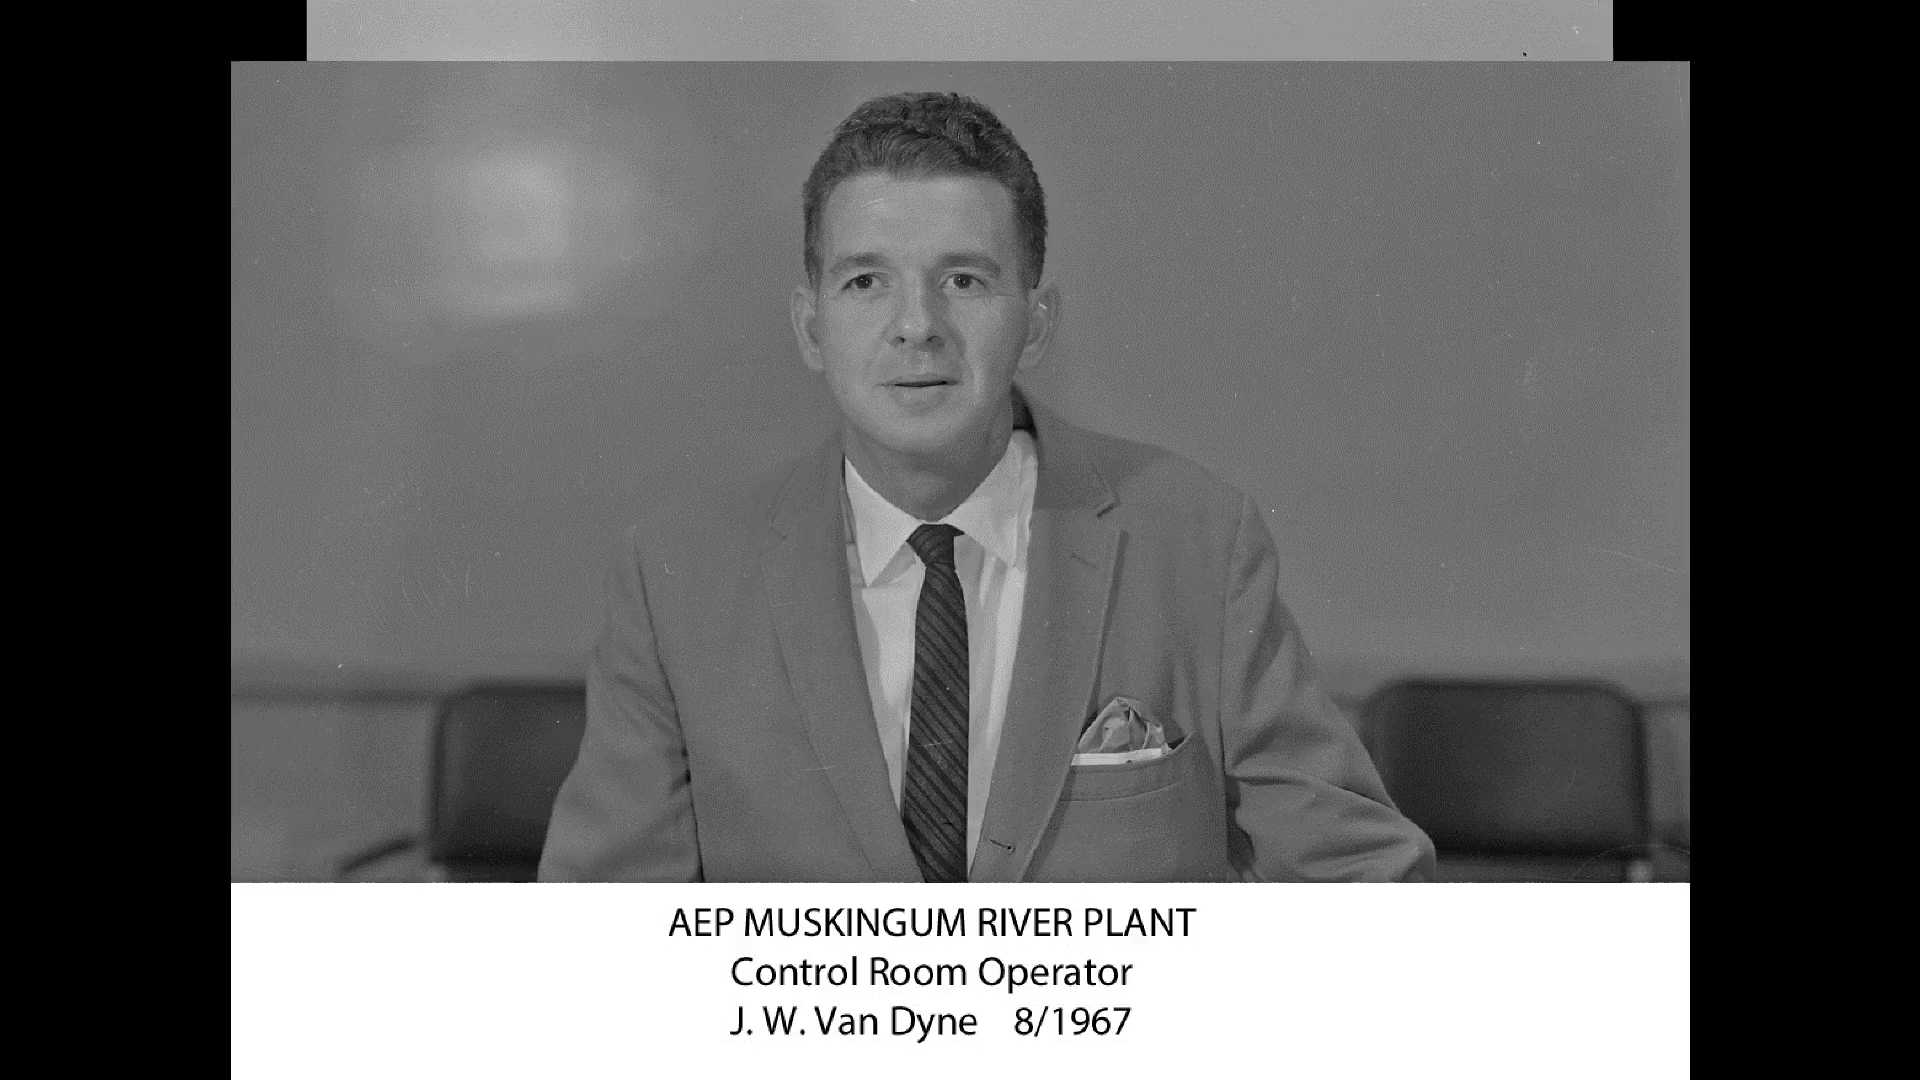 AEP MUSKINGUM RIVER PLANT
Control Room Operator
J. W. Van Dyne 8/1967